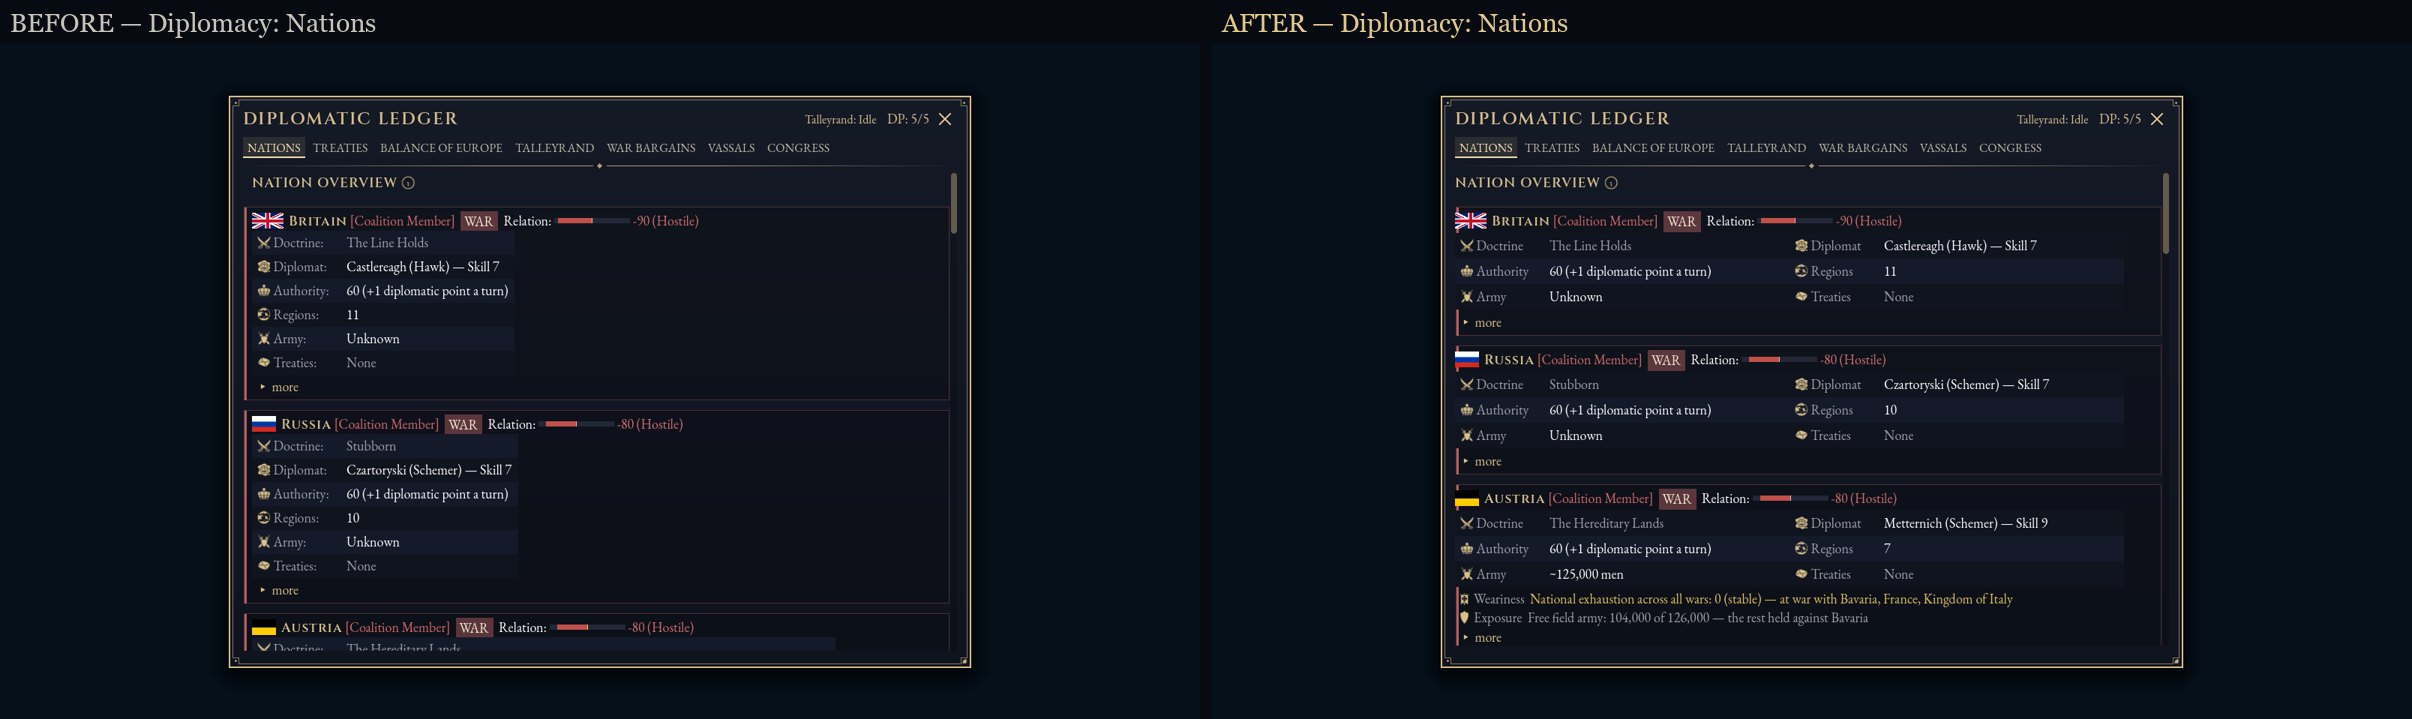 BEFORE — Diplomacy: Nations
DIPLOMATIC LEDGER
Talleyrand: Idle DP: 5/5
NATIONS TREATIES BALANCE OF EUROPE TALLEYRAND WAR BARGAINS VASSALS CONGRESS
NATION OVERVIEW
BRITAIN [Coalition Member] WAR Relation: -90 (Hostile)
Doctrine: The Line Holds
Diplomat: Castlereagh (Hawk) — Skill 7
Authority: 60 (+1 diplomatic point a turn)
Regions: 11
Army: Unknown
Treaties: None
more
RUSSIA [Coalition Member] WAR Relation: -80 (Hostile)
Doctrine: Stubborn
Diplomat: Czartoryski (Schemer) — Skill 7
Authority: 60 (+1 diplomatic point a turn)
Regions: 10
Army: Unknown
Treaties: None
more
AUSTRIA [Coalition Member] WAR Relation: -80 (Hostile)
Doctrine: The Hereditary Lands
AFTER — Diplomacy: Nations
DIPLOMATIC LEDGER
Talleyrand: Idle DP: 5/5
NATIONS TREATIES BALANCE OF EUROPE TALLEYRAND WAR BARGAINS VASSALS CONGRESS
NATION OVERVIEW
BRITAIN [Coalition Member] WAR Relation: -90 (Hostile)
Doctrine The Line Holds Diplomat Castlereagh (Hawk) — Skill 7
Authority 60 (+1 diplomatic point a turn) Regions 11
Army Unknown Treaties None
more
RUSSIA [Coalition Member] WAR Relation: -80 (Hostile)
Doctrine Stubborn Diplomat Czartoryski (Schemer) — Skill 7
Authority 60 (+1 diplomatic point a turn) Regions 10
Army Unknown Treaties None
more
AUSTRIA [Coalition Member] WAR Relation: -80 (Hostile)
Doctrine The Hereditary Lands Diplomat Metternich (Schemer) — Skill 9
Authority 60 (+1 diplomatic point a turn) Regions 7
Army ~125,000 men Treaties None
Weariness National exhaustion across all wars: 0 (stable) — at war with Bavaria, France, Kingdom of Italy
Exposure Free field army: 104,000 of 126,000 — the rest held against Bavaria
more